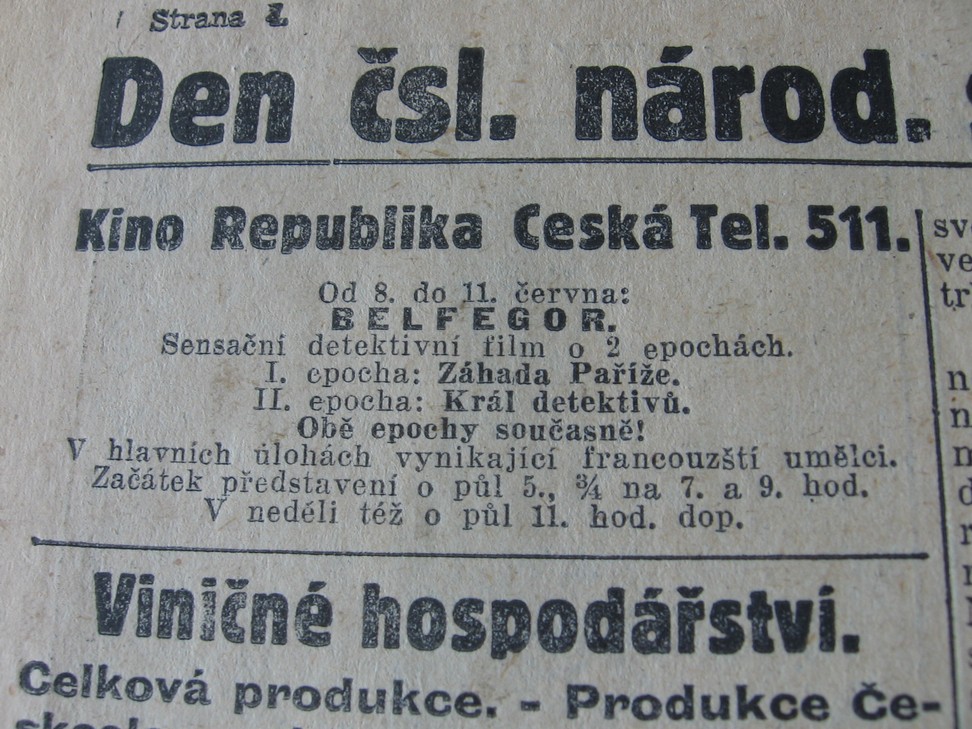 Strana
Den čsl. národ.
Kino Republika Ceská Tel. 511.
Od 8. do 11. června:
BELFEGOR.
Sensační detektivní film o 2 epochách.
I. epocha: Záhada Paříže.
II. epocha: Král detektivů.
Obě epochy současně!
V hlavních úlohách vynikající francouzští umělci.
Začátek představení o půl 5., ¾ na 7. a 9. hod.
V neděli též o půl 11. hod. dop.
Viničné hospodářství.
Celková produkce. - Produkce Če-